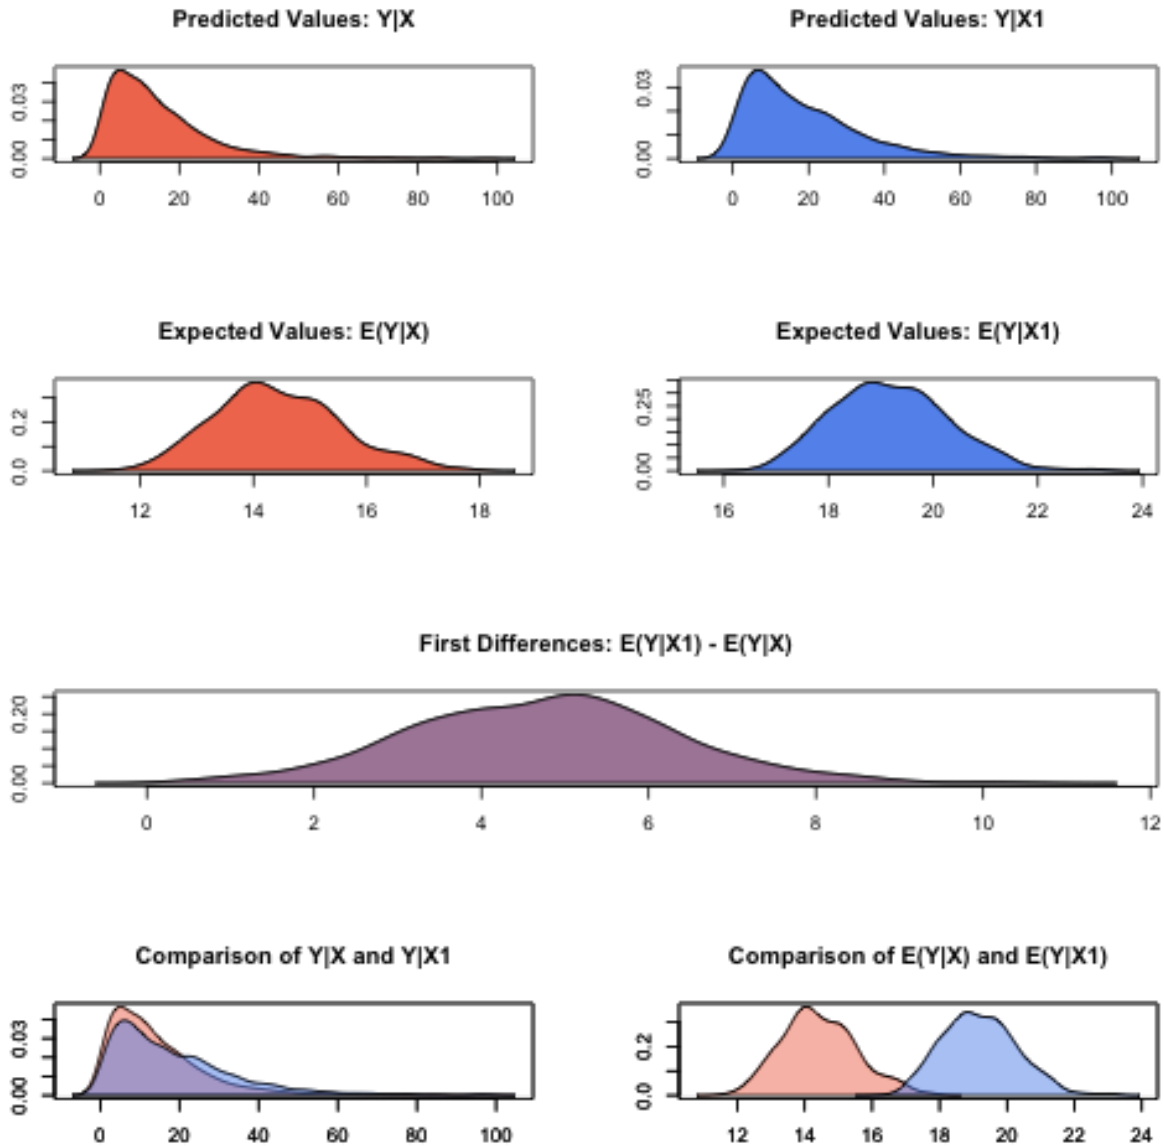 Predicted Values: Y|X
Predicted Values: Y|X1
0.03
0.00
0 20 40 60 80 100
0.03
0.00
0 20 40 60 80 100
Expected Values: E(Y|X)
Expected Values: E(Y|X1)
0.2
0.0
12 14 16 18
0.25
0.00
16 18 20 22 24
First Differences: E(Y|X1) - E(Y|X)
0.20
0.00
0 2 4 6 8 10 12
Comparison of Y|X and Y|X1
Comparison of E(Y|X) and E(Y|X1)
0.03
0.00
0 20 40 60 80 100
0.2
0.0
12 14 16 18 20 22 24